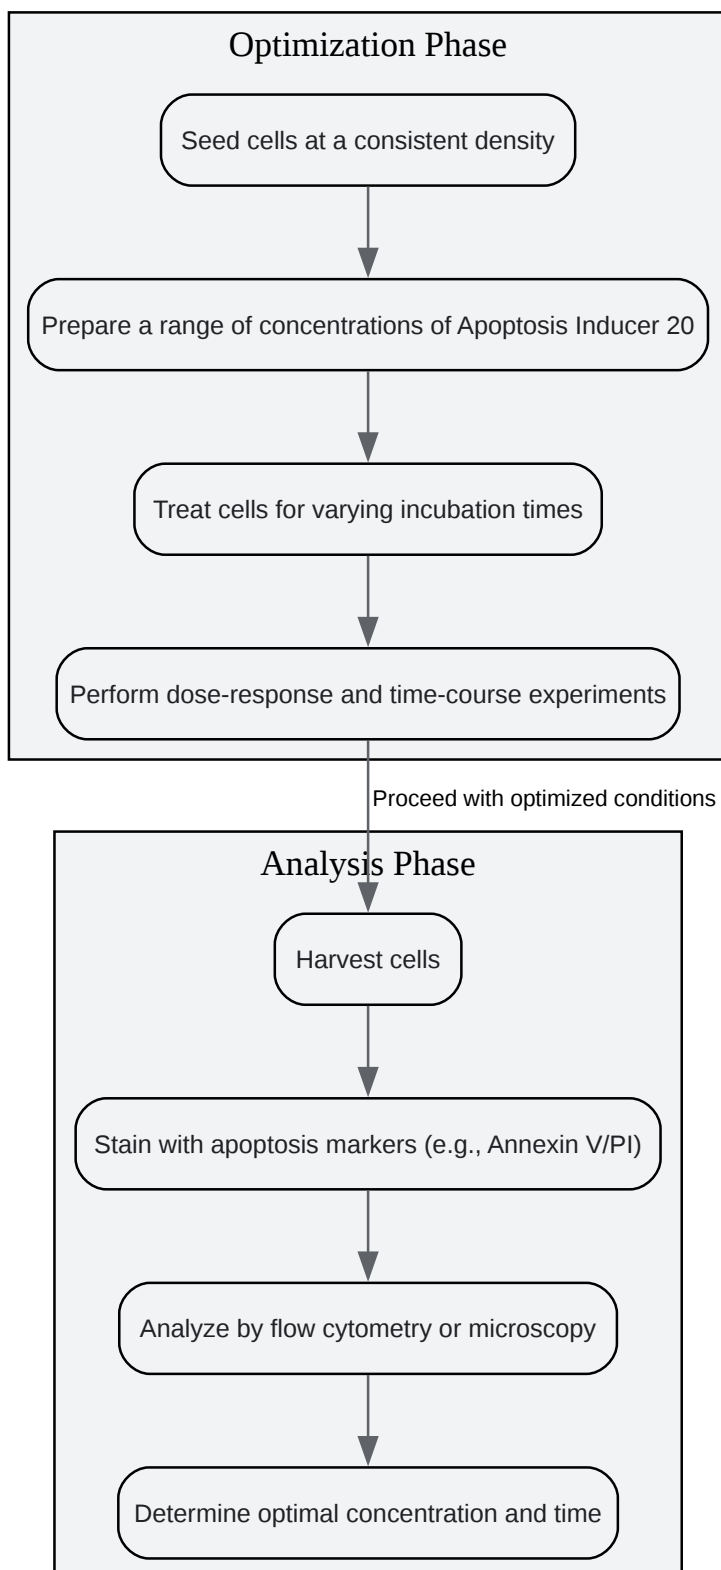 Optimization Phase
Seed cells at a consistent density
Prepare a range of concentrations of Apoptosis Inducer 20
Treat cells for varying incubation times
Perform dose-response and time-course experiments
Proceed with optimized conditions
Analysis Phase
Harvest cells
Stain with apoptosis markers (e.g., Annexin V/PI)
Analyze by flow cytometry or microscopy
Determine optimal concentration and time